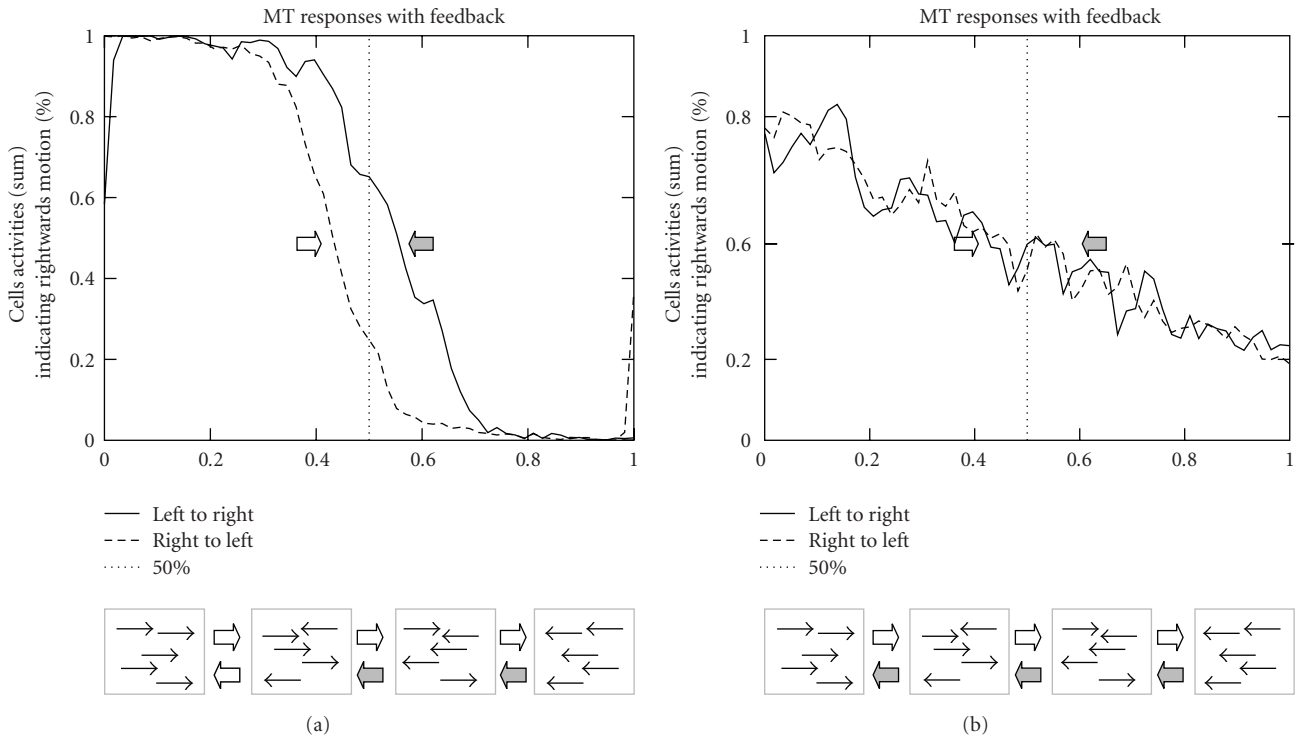 MT responses with feedback
Cells activities (sum)
indicating rightwards motion (%)
1
0.8
0.6
0.4
0.2
0
0
0.2
0.4
0.6
0.8
1
Left to right
Right to left
50%
(a)
MT responses with feedback
Cells activities (sum)
indicating rightwards motion (%)
1
0.8
0.6
0.2
0
0
0.2
0.4
0.6
0.8
1
Left to right
Right to left
50%
(b)